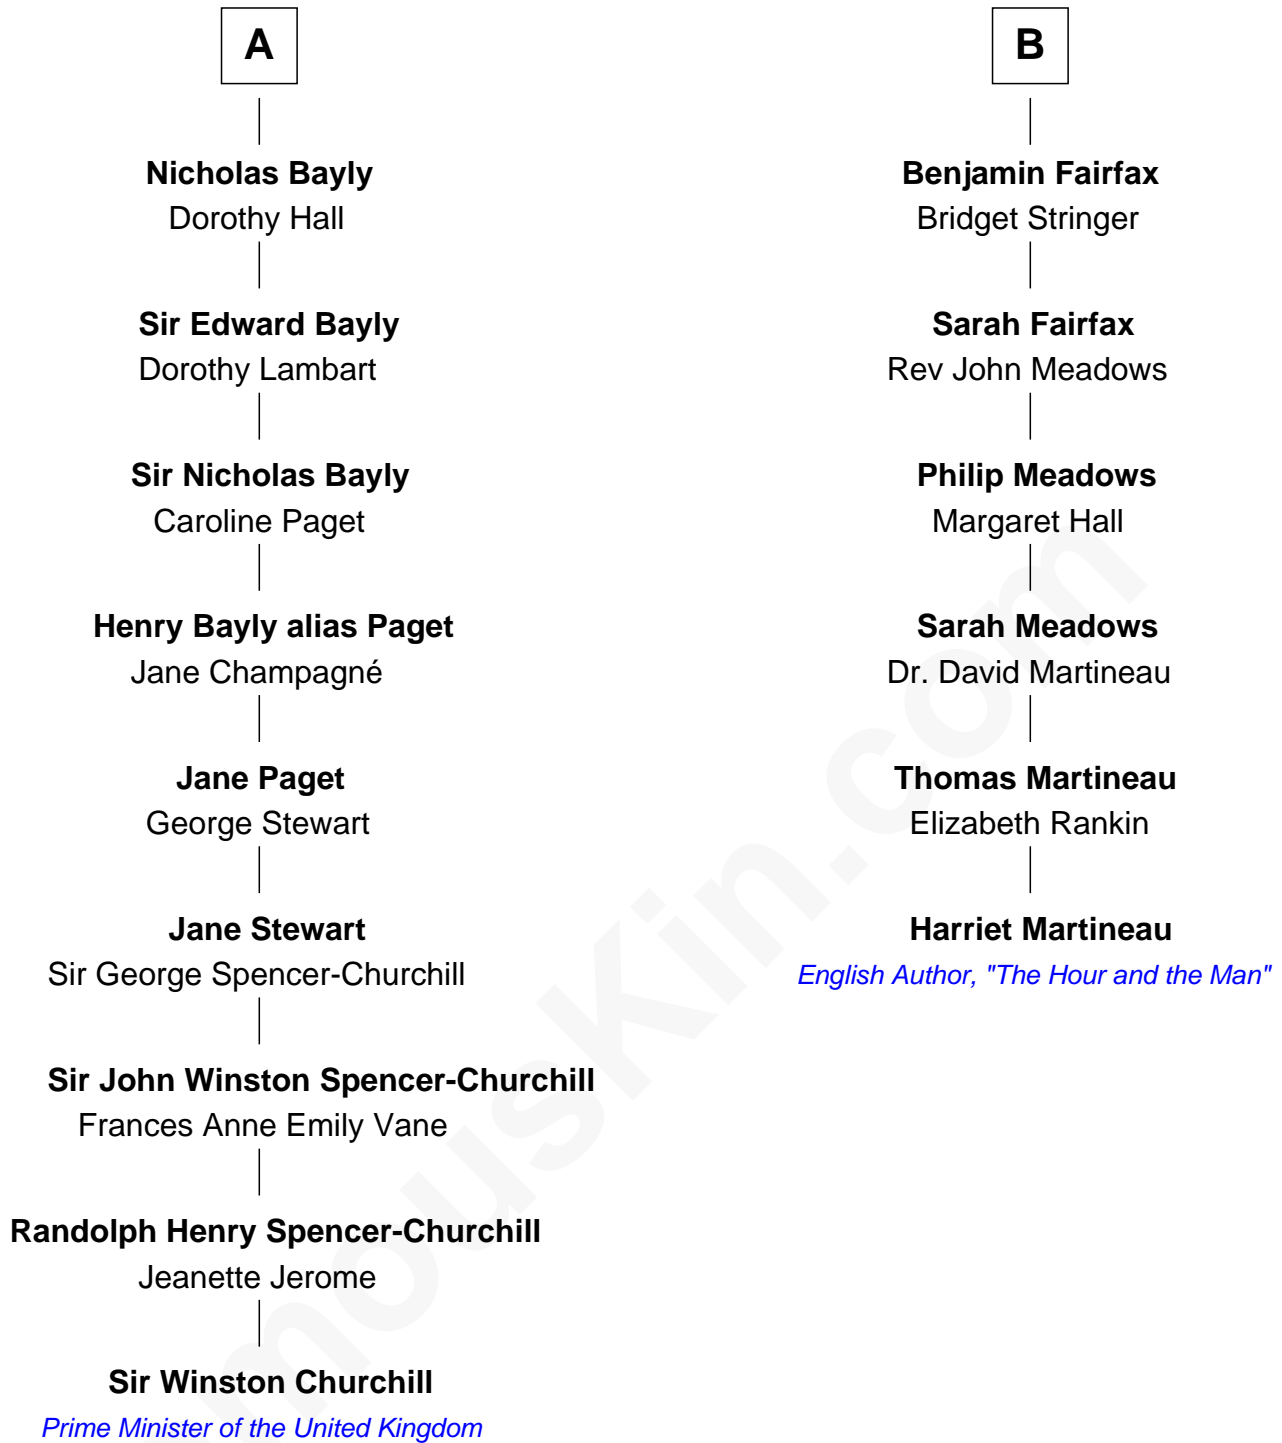 A
Nicholas Bayly
Dorothy Hall
Sir Edward Bayly
Dorothy Lambart
Sir Nicholas Bayly
Caroline Paget
Henry Bayly alias Paget
Jane Champagné
Jane Paget
George Stewart
Jane Stewart
Sir George Spencer-Churchill
Sir John Winston Spencer-Churchill
Frances Anne Emily Vane
Randolph Henry Spencer-Churchill
Jeanette Jerome
Sir Winston Churchill
Prime Minister of the United Kingdom
B
Benjamin Fairfax
Bridget Stringer
Sarah Fairfax
Rev John Meadows
Philip Meadows
Margaret Hall
Sarah Meadows
Dr. David Martineau
Thomas Martineau
Elizabeth Rankin
Harriet Martineau
English Author, "The Hour and the Man"
mousKin.com